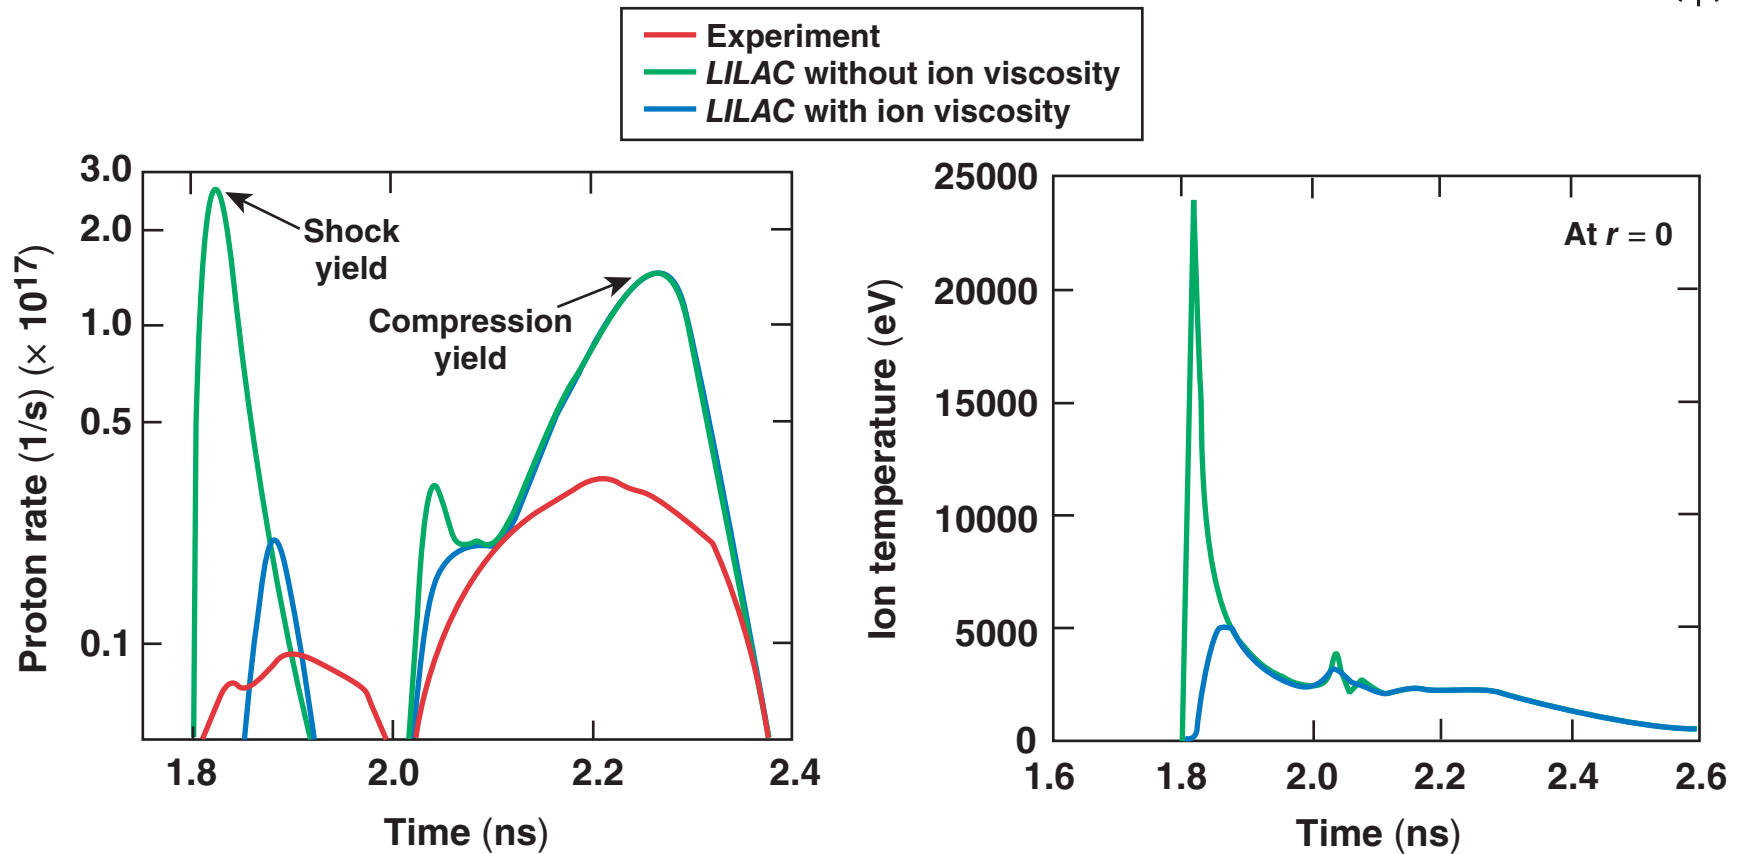 Experiment
LILAC without ion viscosity
LILAC with ion viscosity
3.0
2.0
1.0
0.5
0.1
Proton rate (1/s) (× 10¹⁷)
Shock
yield
Compression
yield
1.8
2.0
2.2
2.4
Time (ns)
25000
20000
15000
10000
5000
0
Ion temperature (eV)
At r = 0
1.6
1.8
2.0
2.2
2.4
2.6
Time (ns)